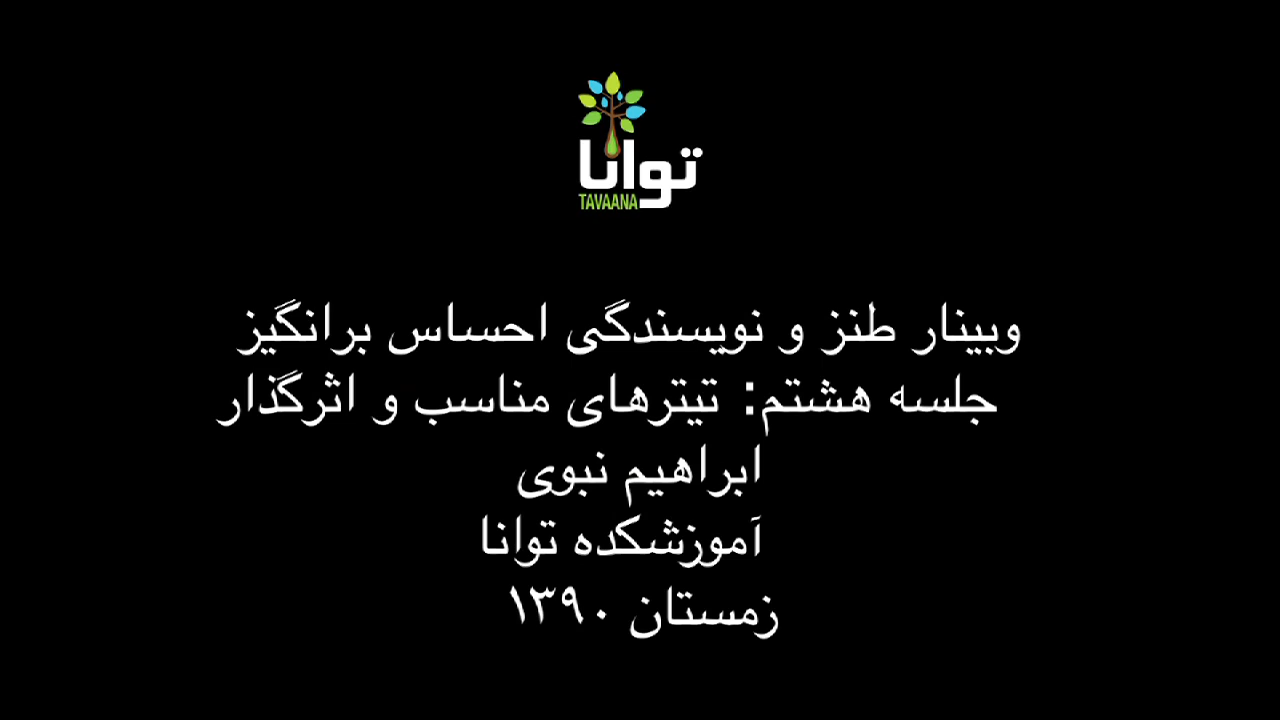 توانا
TAVAANA
وبینار طنز و نویسندگی احساس برانگیز
جلسه هشتم: تیترهای مناسب و اثرگذار
ابراهیم نبوی
آموزشکده توانا
زمستان ۱۳۹۰